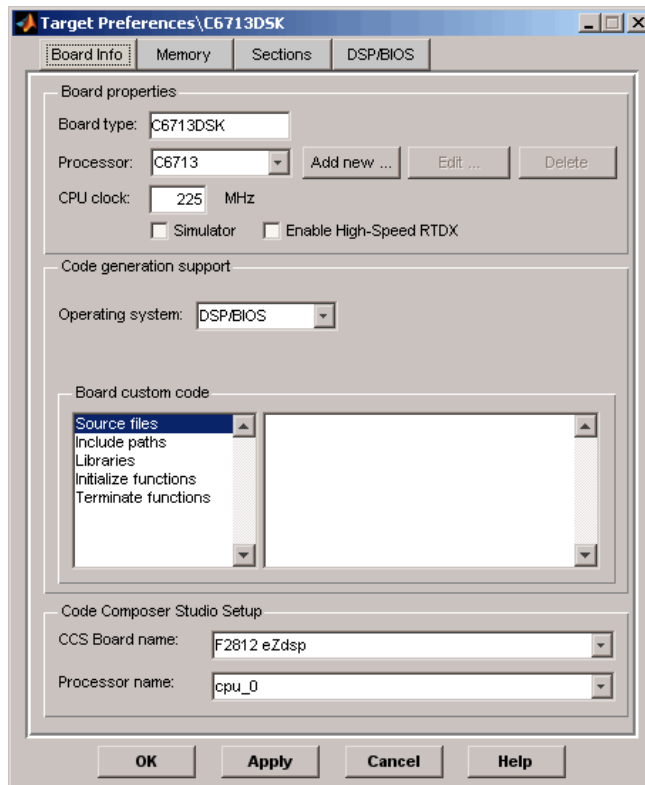 Target Preferences\C6713DSK
Board Info Memory Sections DSP/BIOS
Board properties
Board type: C6713DSK
Processor: C6713 Add new ... Edit ... Delete
CPU clock: 225 MHz
Simulator Enable High-Speed RTDX
Code generation support
Operating system: DSP/BIOS
Board custom code
Source files
Include paths
Libraries
Initialize functions
Terminate functions
Code Composer Studio Setup
CCS Board name: F2812 eZdsp
Processor name: cpu_0
OK Apply Cancel Help